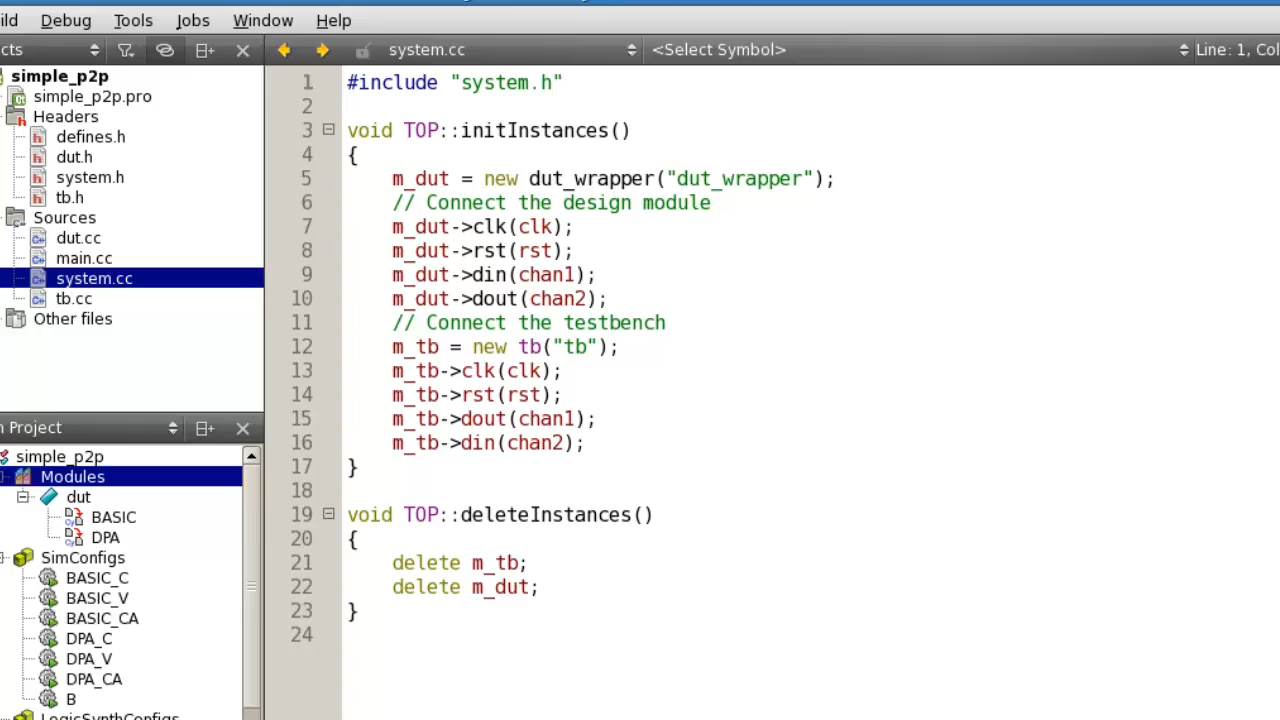 ild Debug Tools Jobs Window Help
cts system.cc <Select Symbol> Line: 1, Col
simple_p2p
simple_p2p.pro
Headers
defines.h
dut.h
system.h
tb.h
Sources
dut.cc
main.cc
system.cc
tb.cc
Other files
n Project
simple_p2p
Modules
dut
BASIC
DPA
SimConfigs
BASIC_C
BASIC_V
BASIC_CA
DPA_C
DPA_V
DPA_CA
B
LogicSynthConfigs
1 #include "system.h"
2
3 void TOP::initInstances()
4 {
5 m_dut = new dut_wrapper("dut_wrapper");
6 // Connect the design module
7 m_dut->clk(clk);
8 m_dut->rst(rst);
9 m_dut->din(chan1);
10 m_dut->dout(chan2);
11 // Connect the testbench
12 m_tb = new tb("tb");
13 m_tb->clk(clk);
14 m_tb->rst(rst);
15 m_tb->dout(chan1);
16 m_tb->din(chan2);
17 }
18
19 void TOP::deleteInstances()
20 {
21 delete m_tb;
22 delete m_dut;
23 }
24